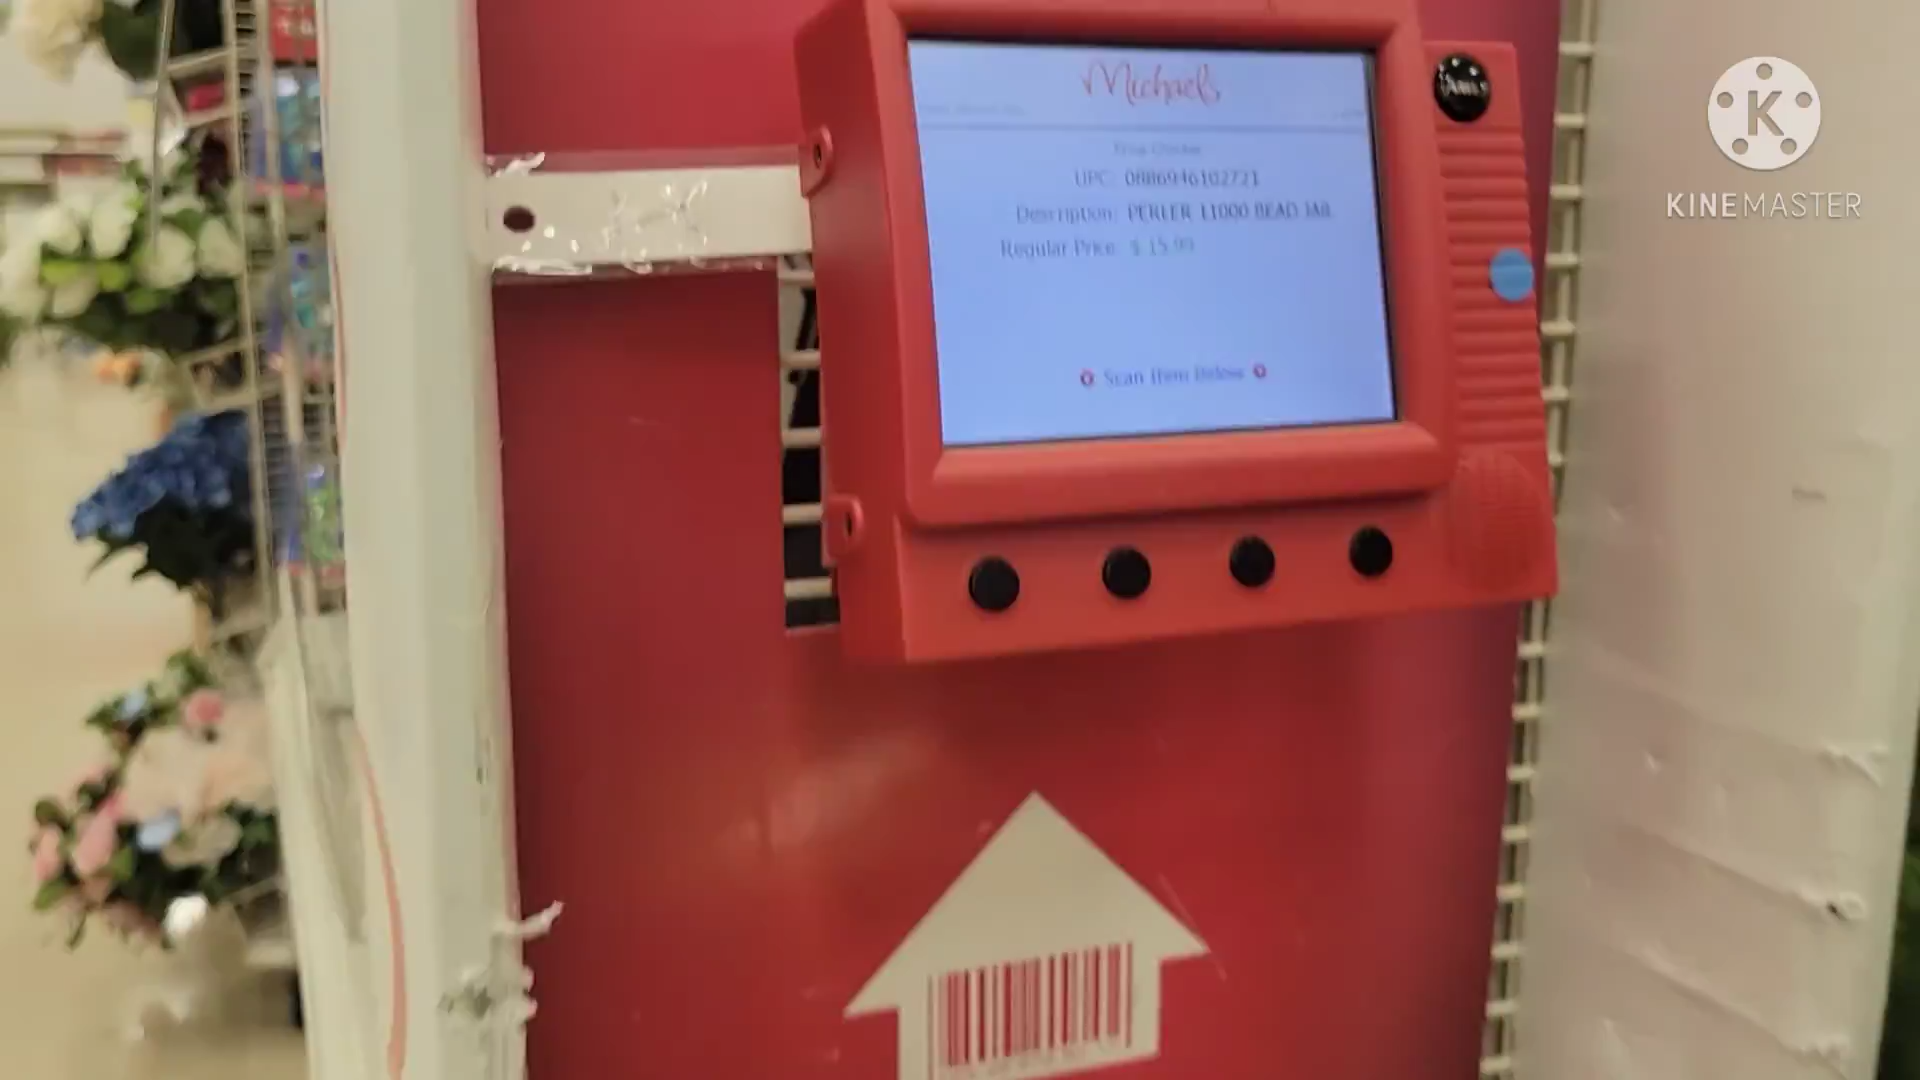 Michaels
Price Checker
UPC: 0886946102721
Description: PERLER 11000 BEAD JAR
Regular Price: $ 15.99
Scan Item Below
K
KINEMASTER